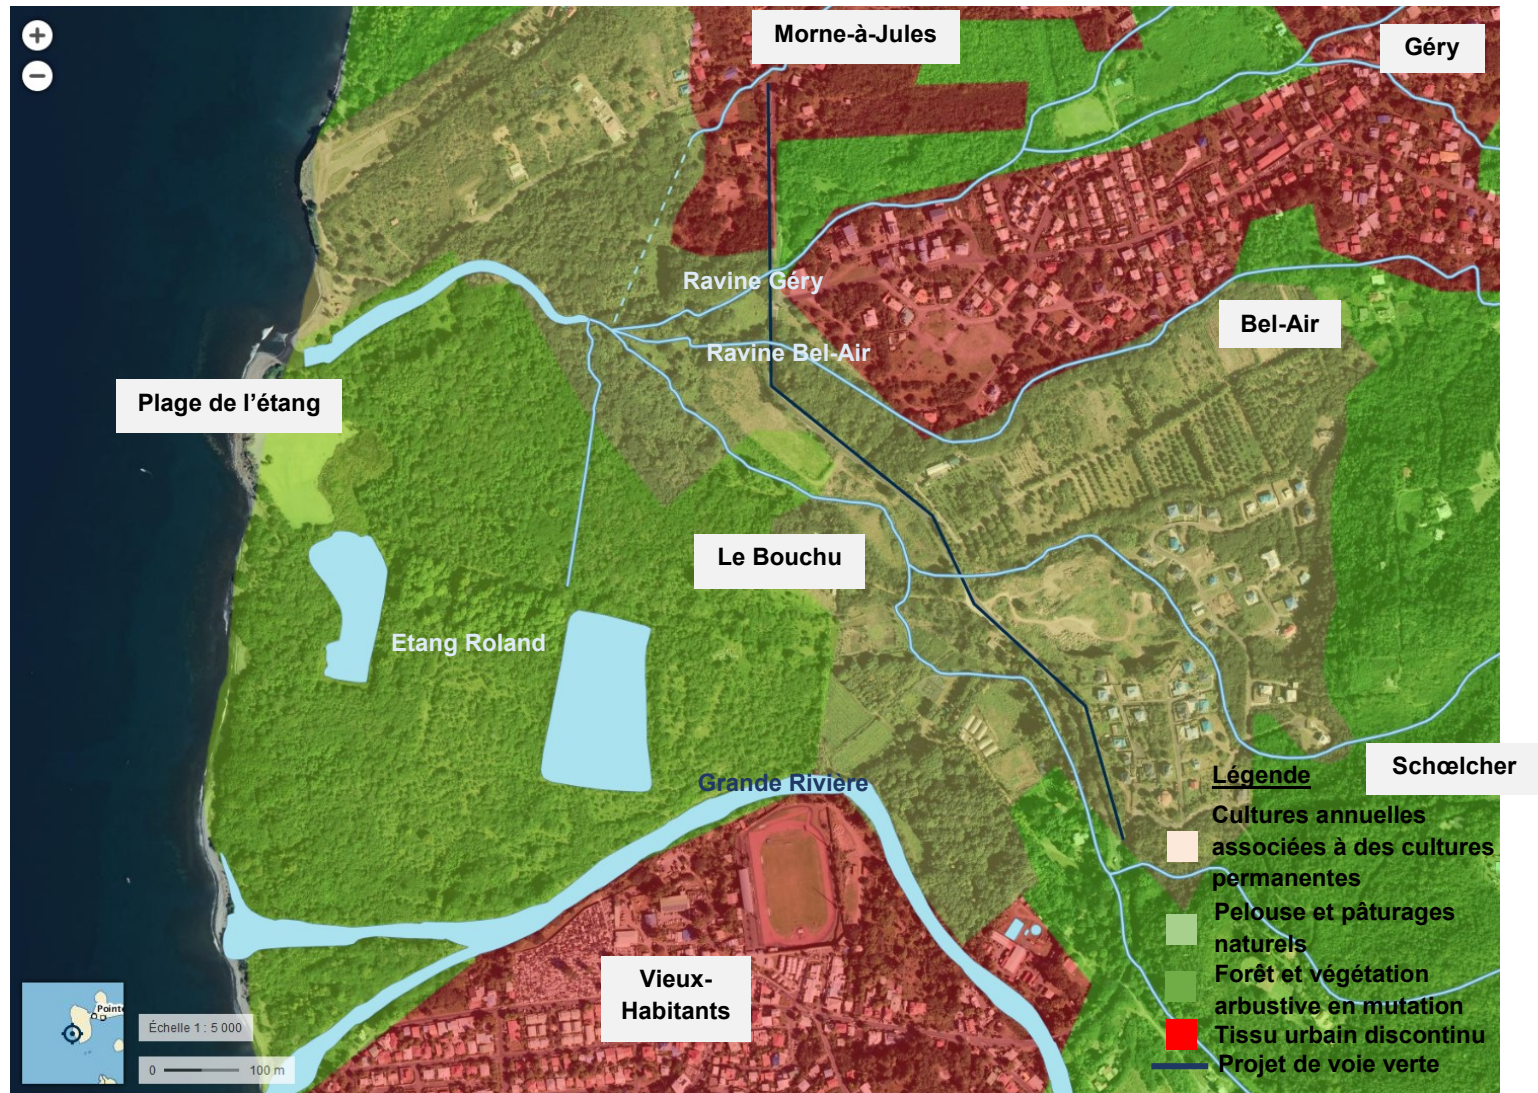 +
−
Morne-à-Jules
Géry
Ravine Géry
Bel-Air
Ravine Bel-Air
Plage de l'étang
Le Bouchu
Etang Roland
Grande Rivière
Schœlcher
Légende
Cultures annuelles
associées à des cultures
permanentes
Pelouse et pâturages
naturels
Forêt et végétation
arbustive en mutation
Tissu urbain discontinu
Projet de voie verte
Vieux-
Habitants
Pointe
Échelle 1 : 5 000
0 100 m